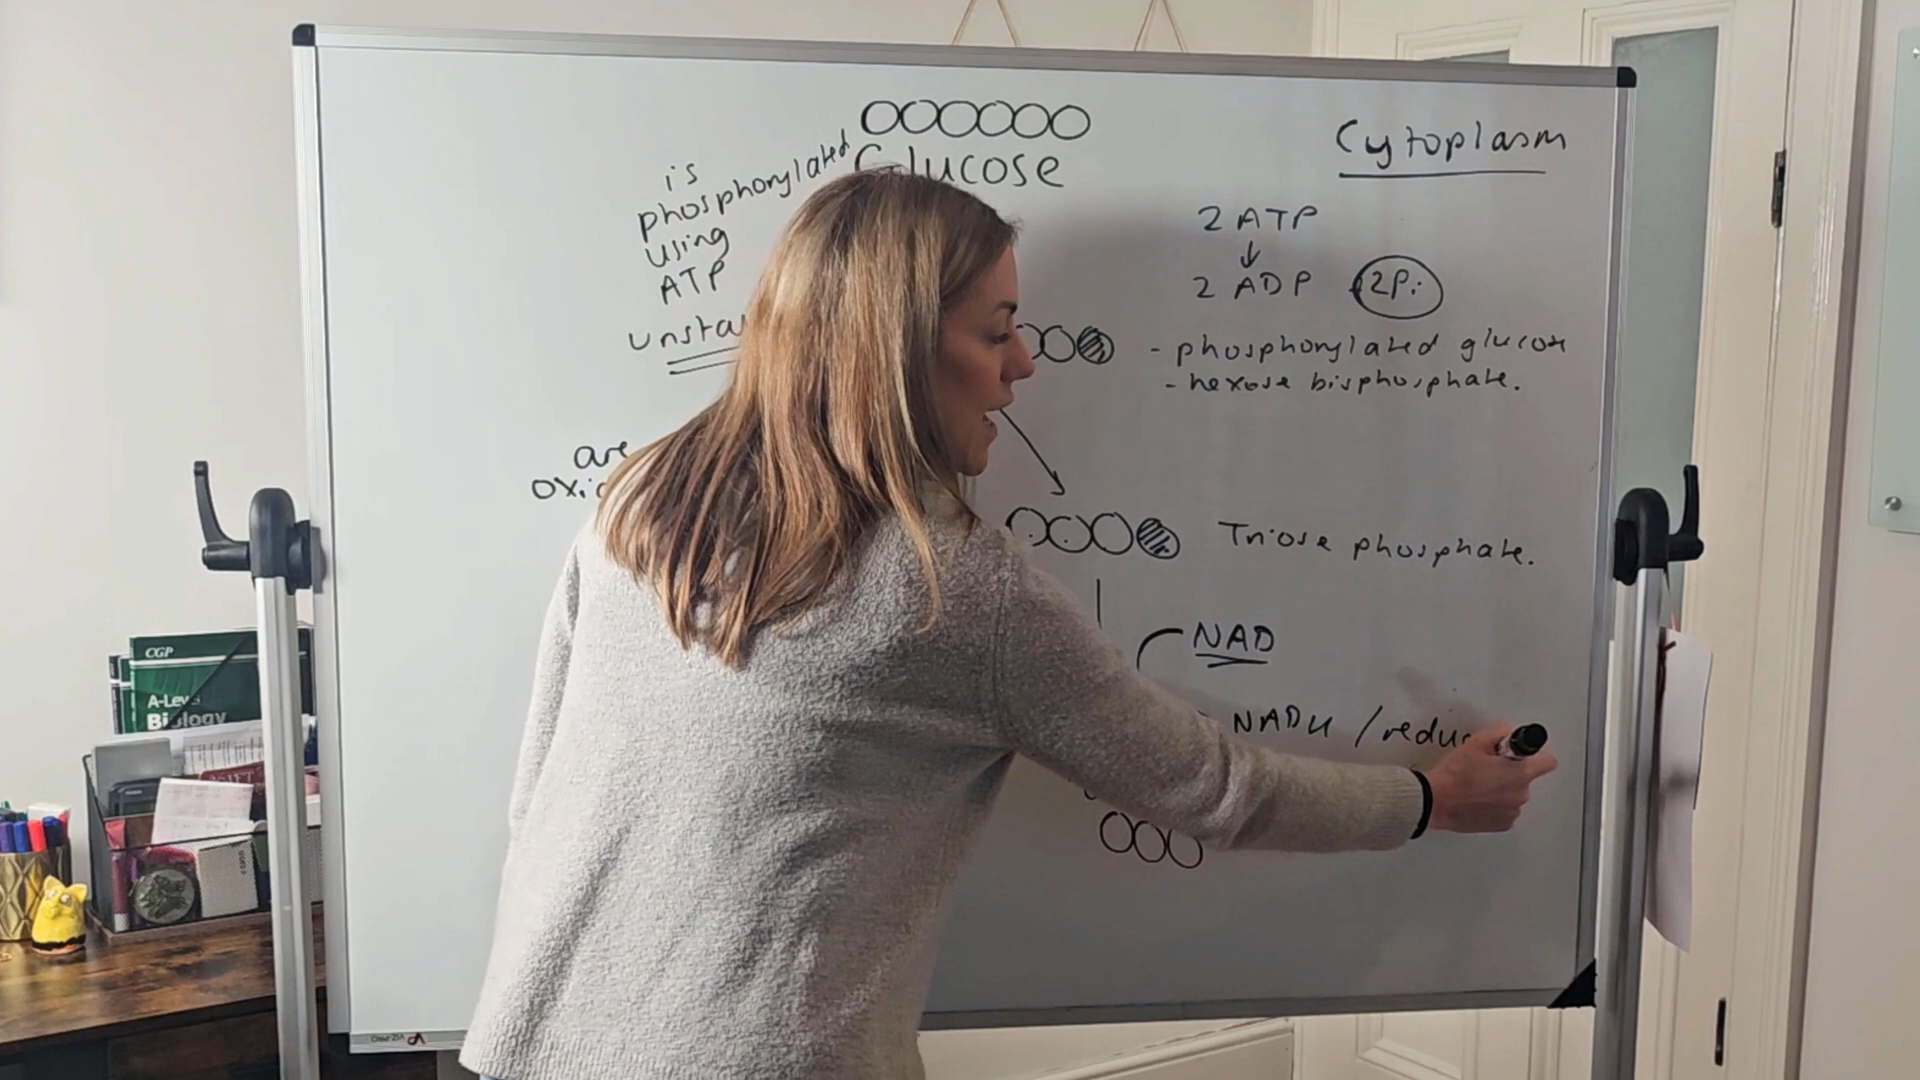 Glucose
Cytoplasm
is
phosphorylated
using
ATP
2 ATP
2 ADP
2Pi
- phosphorylated glucose
- hexose bisphosphate.
are
Triose phosphate.
NAD
NADH /
CGP
A-Level
Biology